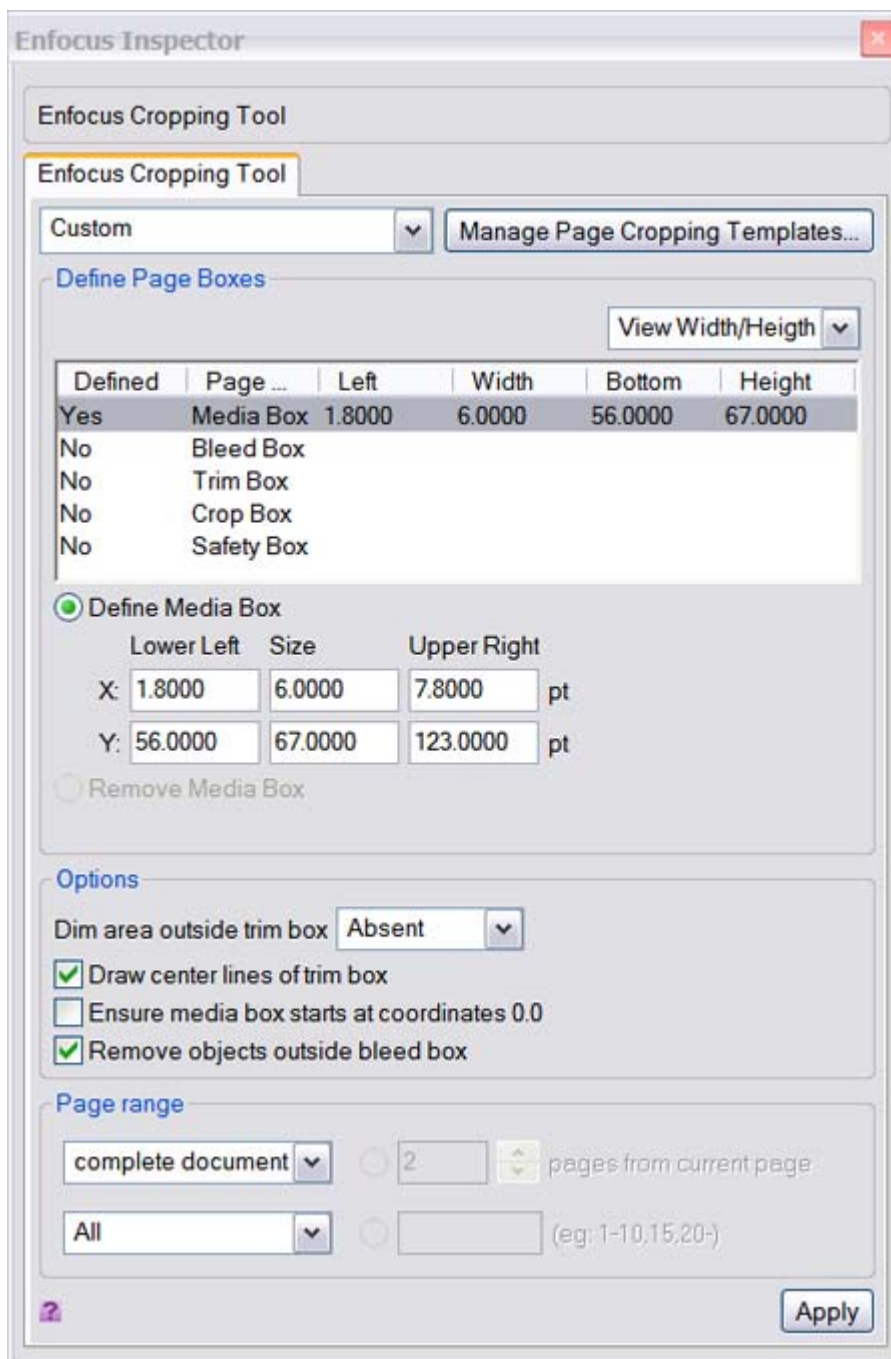 Enfocus Inspector
Enfocus Cropping Tool
Enfocus Cropping Tool
Custom Manage Page Cropping Templates...
Define Page Boxes
View Width/Heigth
Defined Page ... Left Width Bottom Height
Yes Media Box 1.8000 6.0000 56.0000 67.0000
No Bleed Box
No Trim Box
No Crop Box
No Safety Box
Define Media Box
Lower Left Size Upper Right
X: 1.8000 6.0000 7.8000 pt
Y: 56.0000 67.0000 123.0000 pt
Remove Media Box
Options
Dim area outside trim box Absent
Draw center lines of trim box
Ensure media box starts at coordinates 0.0
Remove objects outside bleed box
Page range
complete document 2 pages from current page
All (eg: 1-10,15,20-)
? Apply